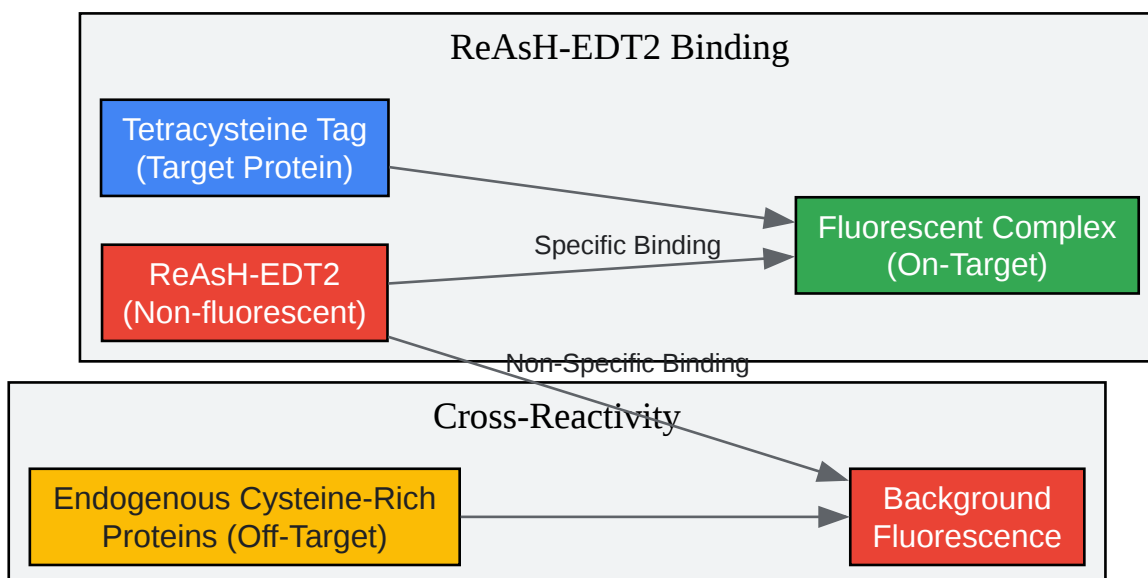 ReAsH-EDT2 Binding
Tetracysteine Tag
(Target Protein)
Fluorescent Complex
(On-Target)
Specific Binding
ReAsH-EDT2
(Non-fluorescent)
Non-Specific Binding
Cross-Reactivity
Endogenous Cysteine-Rich
Proteins (Off-Target)
Background
Fluorescence